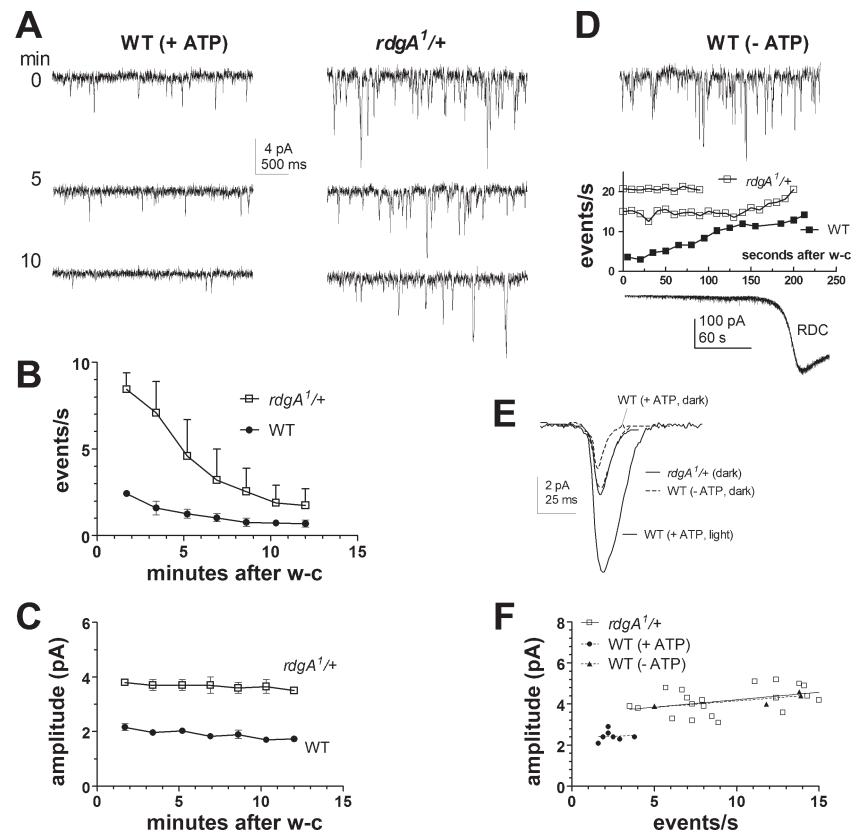 A
WT (+ ATP)
rdgA¹/+
min
0
5
10
4 pA
500 ms
D
WT (- ATP)
events/s
20
10
0
0 50 100 150 200 250
rdgA¹/+
WT
seconds after w-c
100 pA
60 s
RDC
B
events/s
10
5
0
rdgA¹/+
WT
0 5 10 15
minutes after w-c
E
WT (+ ATP, dark)
2 pA
25 ms
rdgA¹/+ (dark)
WT (- ATP, dark)
WT (+ ATP, light)
C
amplitude (pA)
6
4
2
0
rdgA¹/+
WT
0 5 10 15
minutes after w-c
F
amplitude (pA)
8
6
4
2
0
rdgA¹/+
WT (+ ATP)
WT (- ATP)
0 5 10 15
events/s